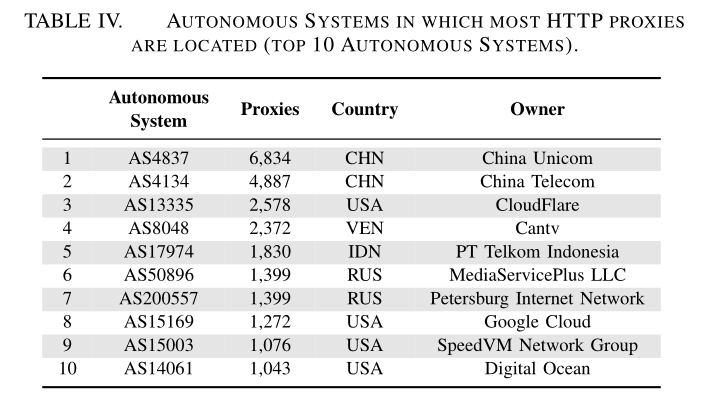 TABLE IV. AUTONOMOUS SYSTEMS IN WHICH MOST HTTP PROXIES
ARE LOCATED (TOP 10 AUTONOMOUS SYSTEMS).
Autonomous System Proxies Country Owner
1 AS4837 6,834 CHN China Unicom
2 AS4134 4,887 CHN China Telecom
3 AS13335 2,578 USA CloudFlare
4 AS8048 2,372 VEN Cantv
5 AS17974 1,830 IDN PT Telkom Indonesia
6 AS50896 1,399 RUS MediaServicePlus LLC
7 AS200557 1,399 RUS Petersburg Internet Network
8 AS15169 1,272 USA Google Cloud
9 AS15003 1,076 USA SpeedVM Network Group
10 AS14061 1,043 USA Digital Ocean